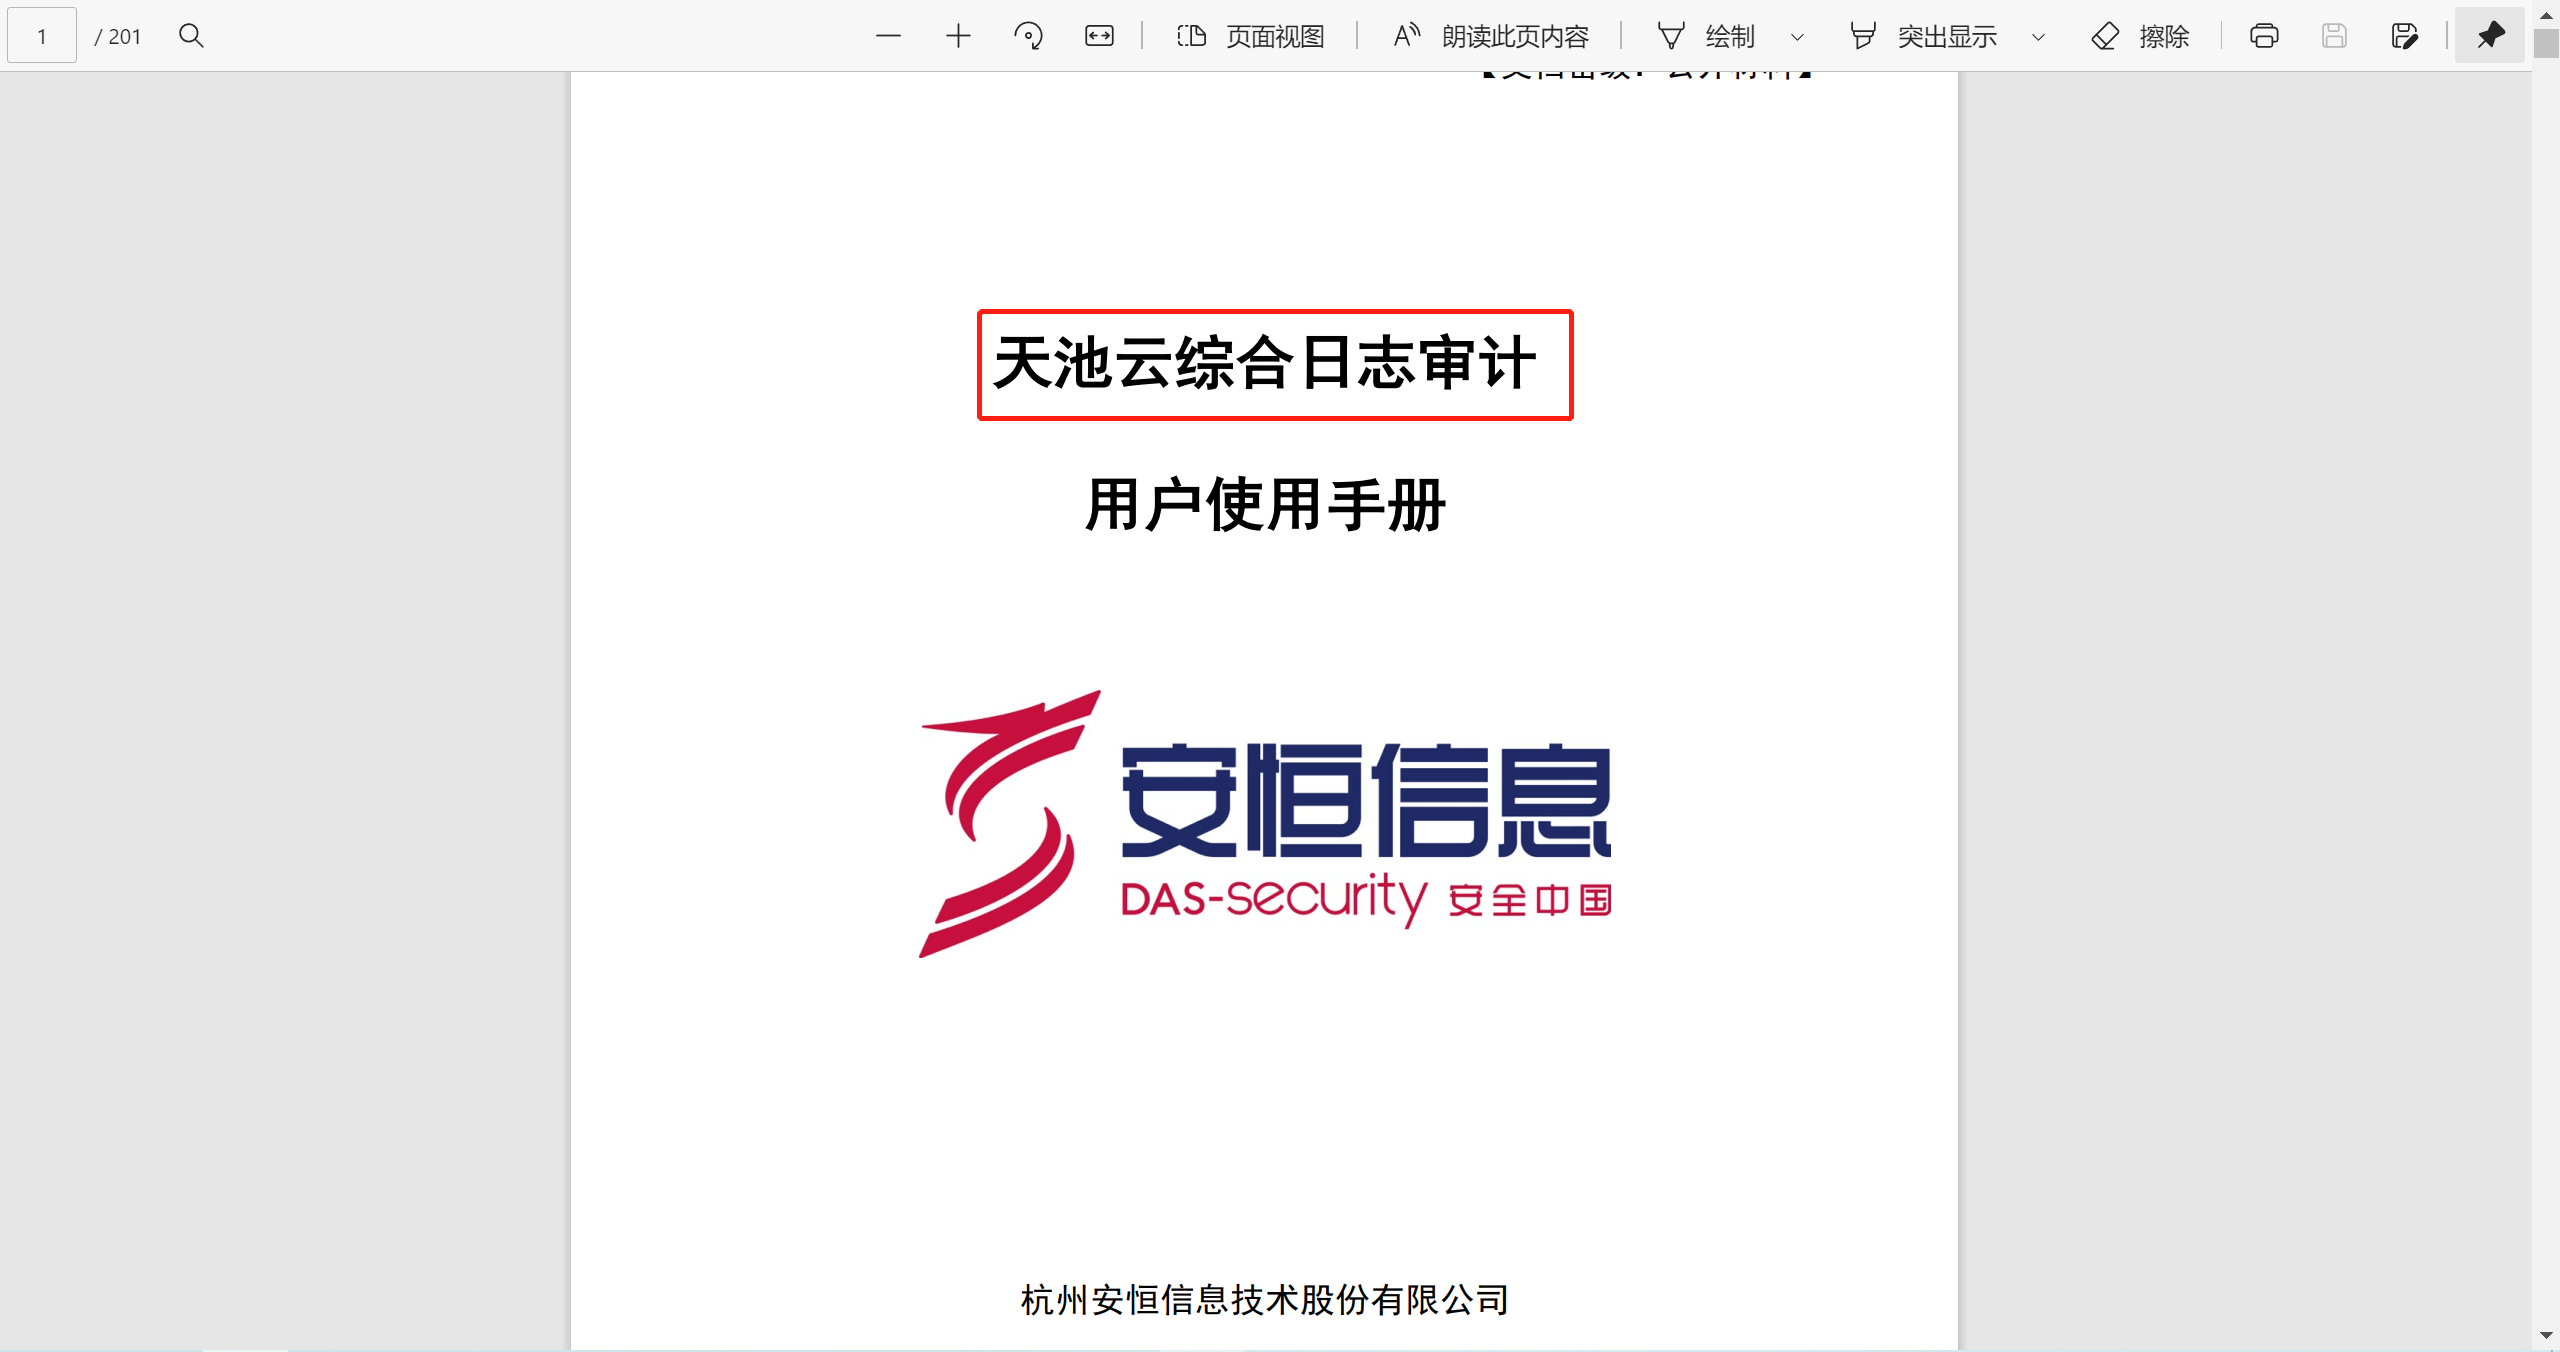 1 / 201 页面视图 朗读此页内容 绘制 突出显示 擦除
天池云综合日志审计
用户使用手册
安恒信息
DAS-security 安全中国
杭州安恒信息技术股份有限公司